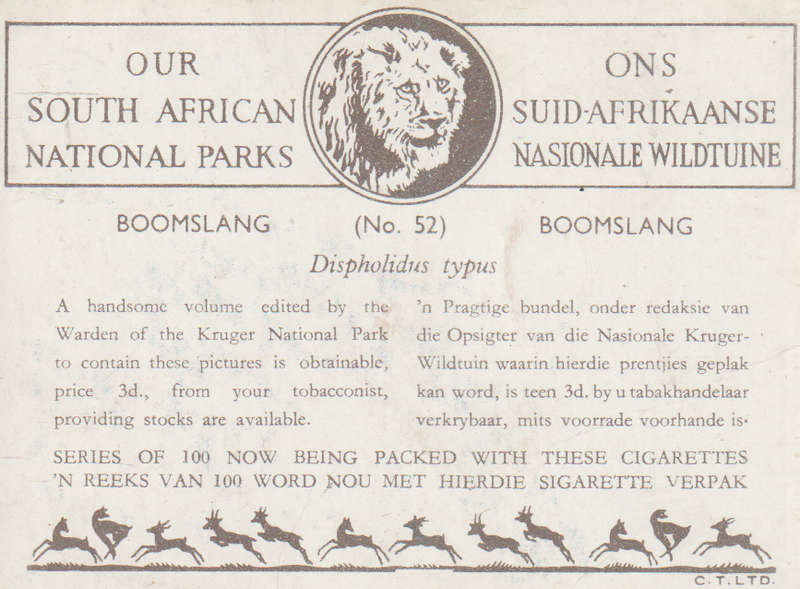 OUR
SOUTH AFRICAN
NATIONAL PARKS
ONS
SUID-AFRIKAANSE
NASIONALE WILDTUINE
BOOMSLANG (No. 52) BOOMSLANG
Dispholidus typus
A handsome volume edited by the
Warden of the Kruger National Park
to contain these pictures is obtainable,
price 3d., from your tobacconist,
providing stocks are available.
'n Pragtige bundel, onder redaksie van
die Opsigter van die Nasionale Kruger-
Wildtuin waarin hierdie prentjies geplak
kan word, is teen 3d. by u tabakhandelaar
verkrybaar, mits voorrade voorhande is.
SERIES OF 100 NOW BEING PACKED WITH THESE CIGARETTES
'N REEKS VAN 100 WORD NOU MET HIERDIE SIGARETTE VERPAK
C.T. LTD.